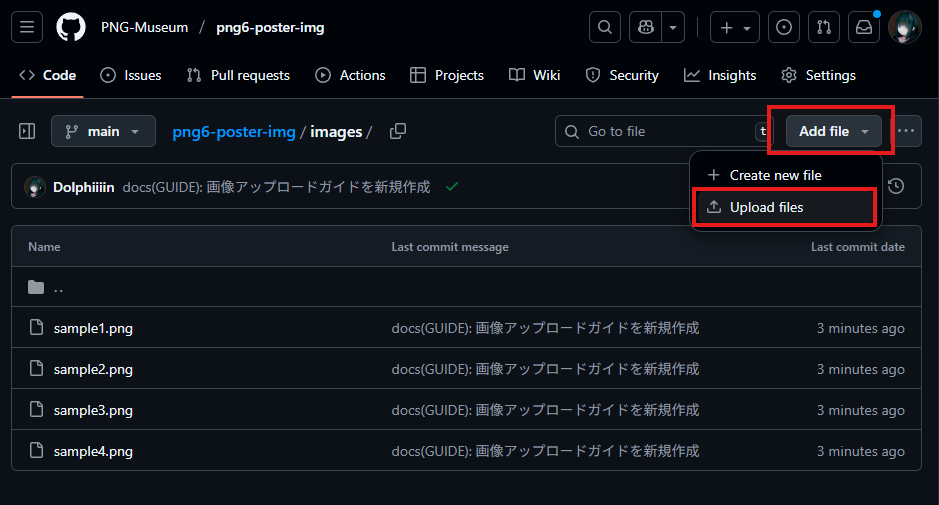 PNG-Museum / png6-poster-img
Code Issues Pull requests Actions Projects Wiki Security Insights Settings
main png6-poster-img / images / Go to file t Add file
Create new file
Upload files
Dolphiiiin docs(GUIDE): 画像アップロードガイドを新規作成
Name Last commit message Last commit date
..
sample1.png docs(GUIDE): 画像アップロードガイドを新規作成 3 minutes ago
sample2.png docs(GUIDE): 画像アップロードガイドを新規作成 3 minutes ago
sample3.png docs(GUIDE): 画像アップロードガイドを新規作成 3 minutes ago
sample4.png docs(GUIDE): 画像アップロードガイドを新規作成 3 minutes ago